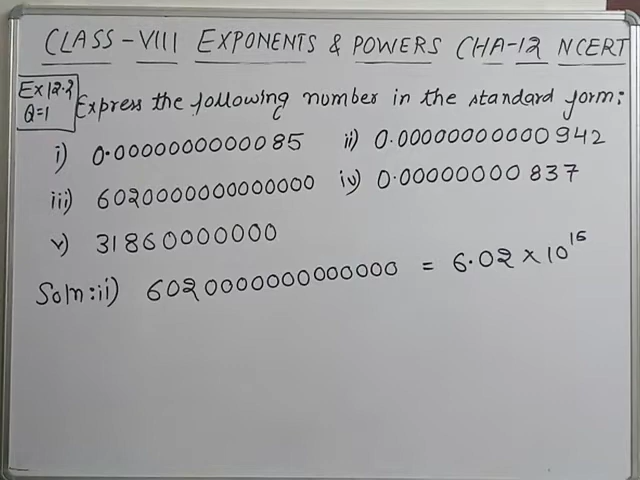 CLASS-VIII EXPONENTS & POWERS CHA-12 NCERT
Ex 12.2
Q=1
Express the following number in the standard form:
i) 0.0000000000085 ii) 0.00000000000942
iii) 6020000000000000 iv) 0.00000000837
v) 31860000000
Soln:ii) 6020000000000000 = 6.02 × 10^15